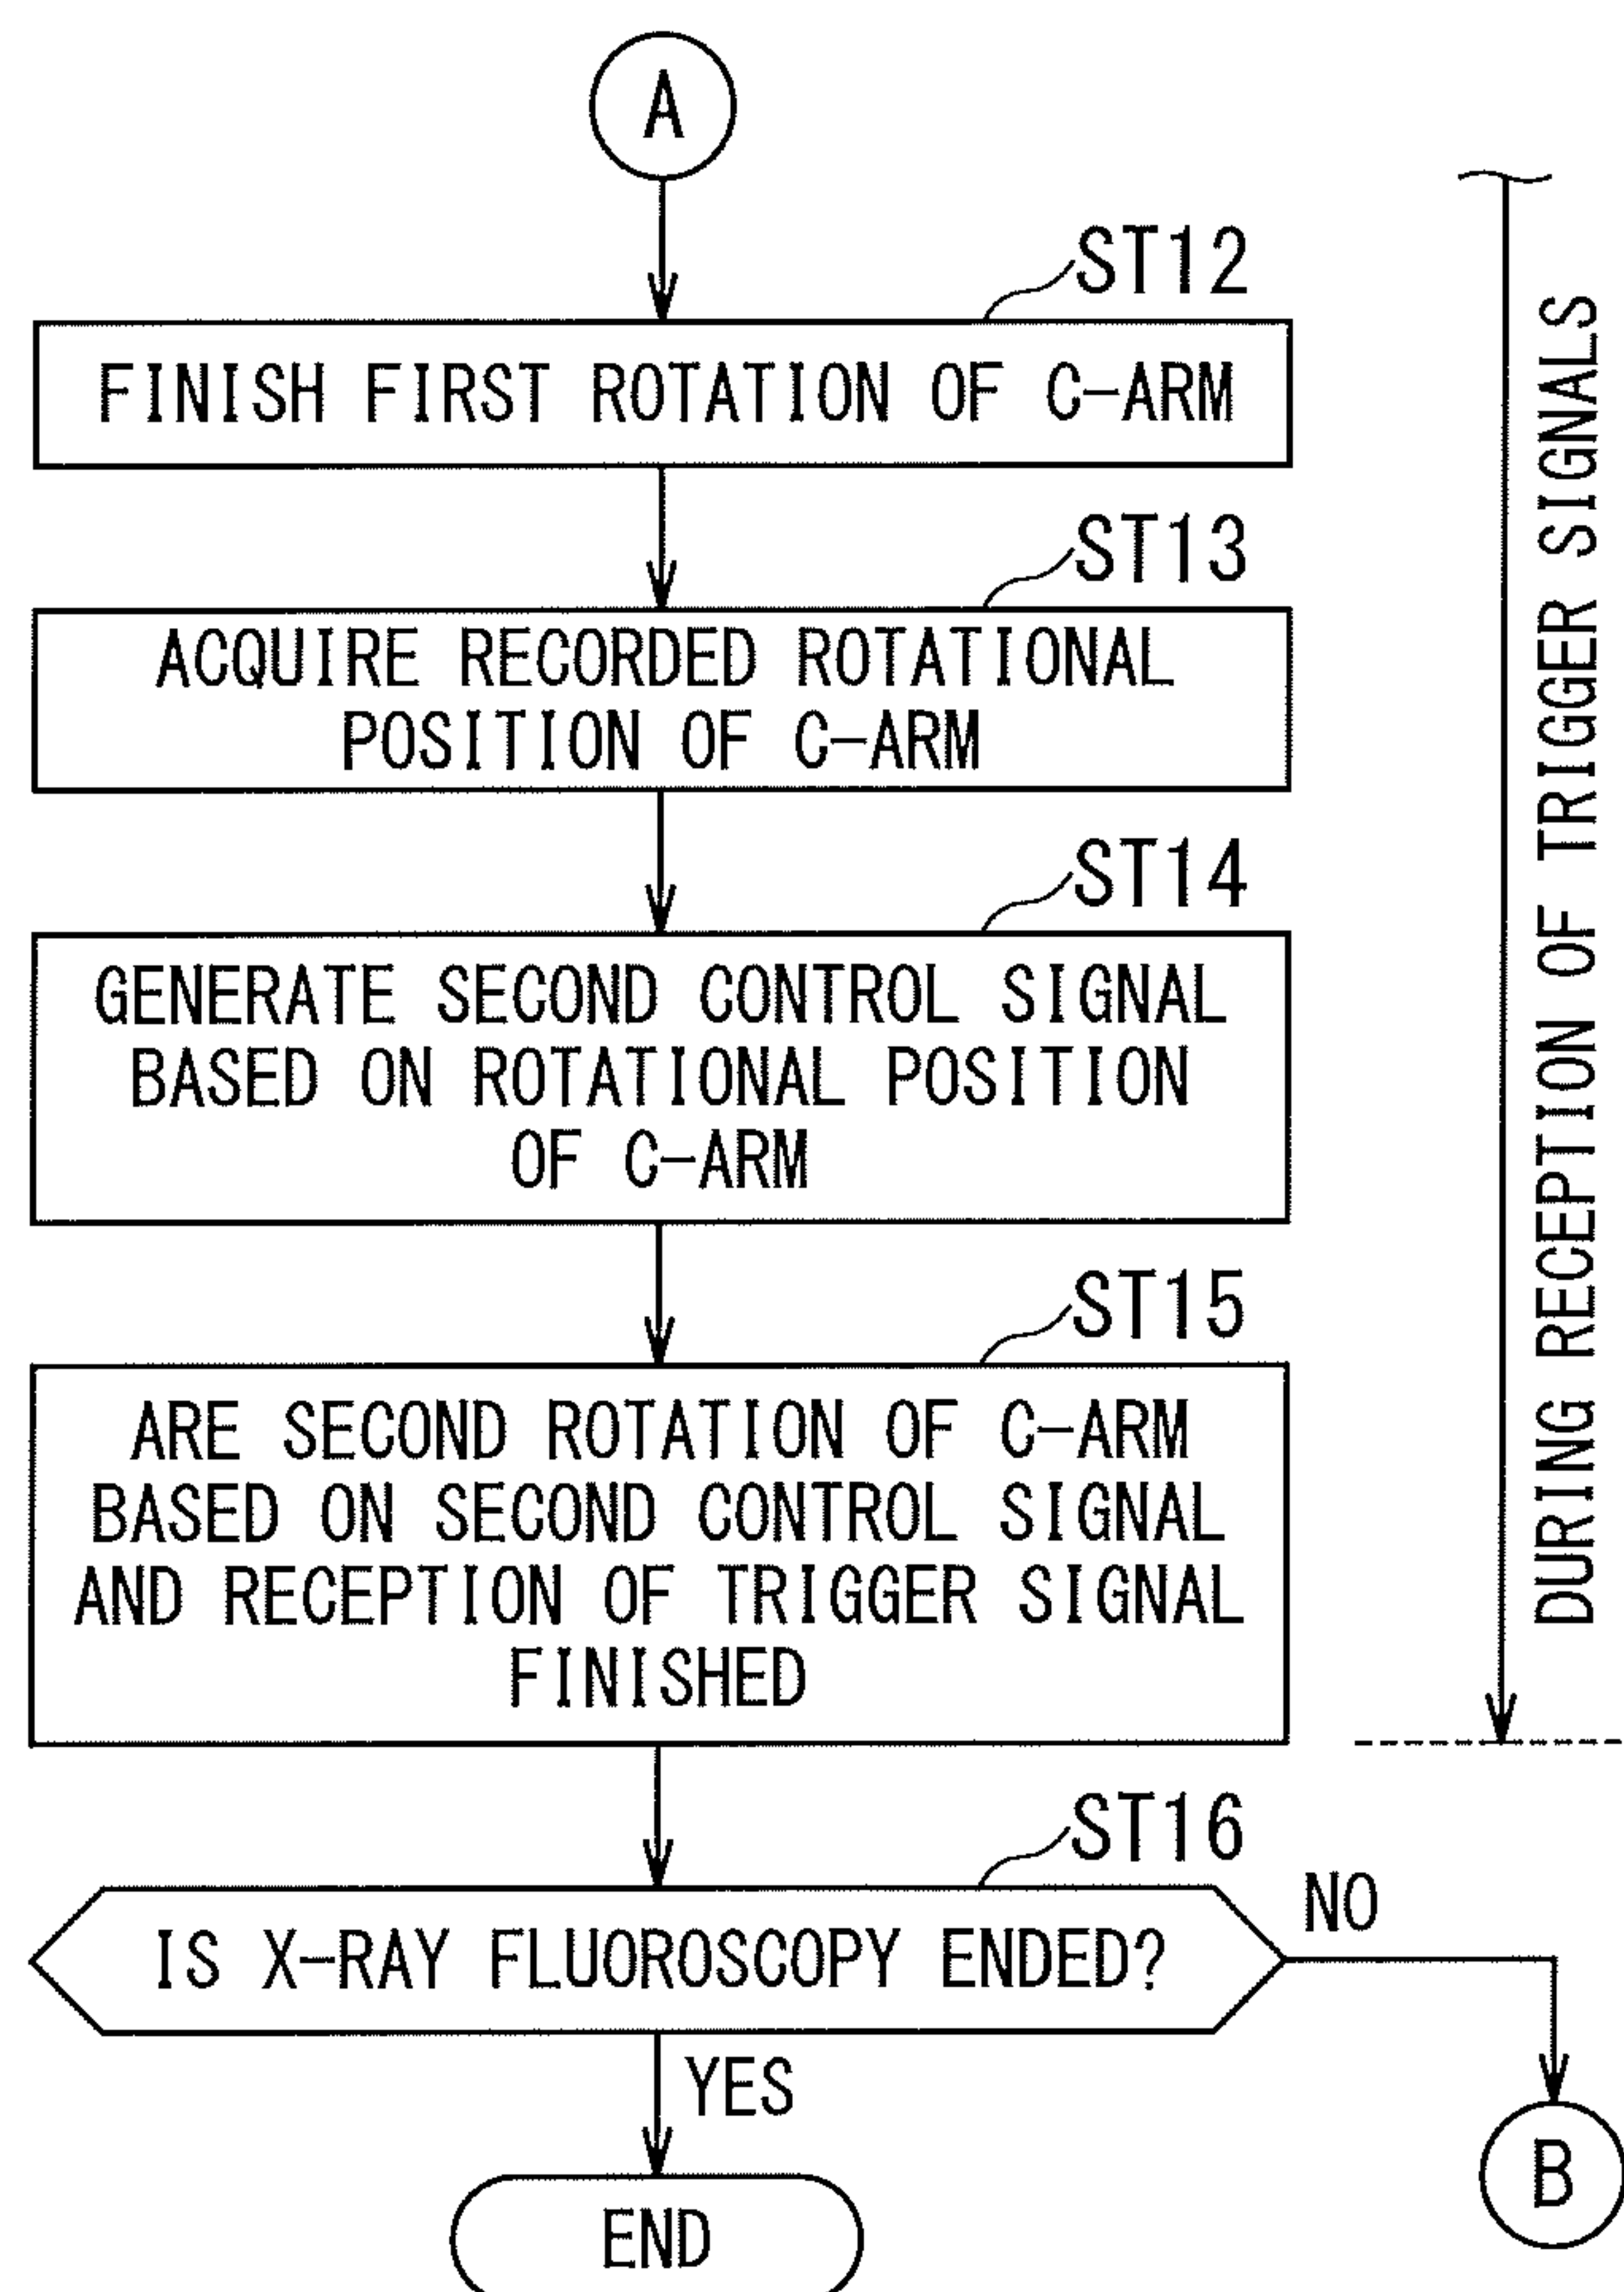 A
ST12
FINISH FIRST ROTATION OF C-ARM
ST13
ACQUIRE RECORDED ROTATIONAL
POSITION OF C-ARM
ST14
GENERATE SECOND CONTROL SIGNAL
BASED ON ROTATIONAL POSITION
OF C-ARM
ST15
ARE SECOND ROTATION OF C-ARM
BASED ON SECOND CONTROL SIGNAL
AND RECEPTION OF TRIGGER SIGNAL
FINISHED
DURING RECEPTION OF TRIGGER SIGNALS
ST16
IS X-RAY FLUOROSCOPY ENDED?
NO
YES
B
END